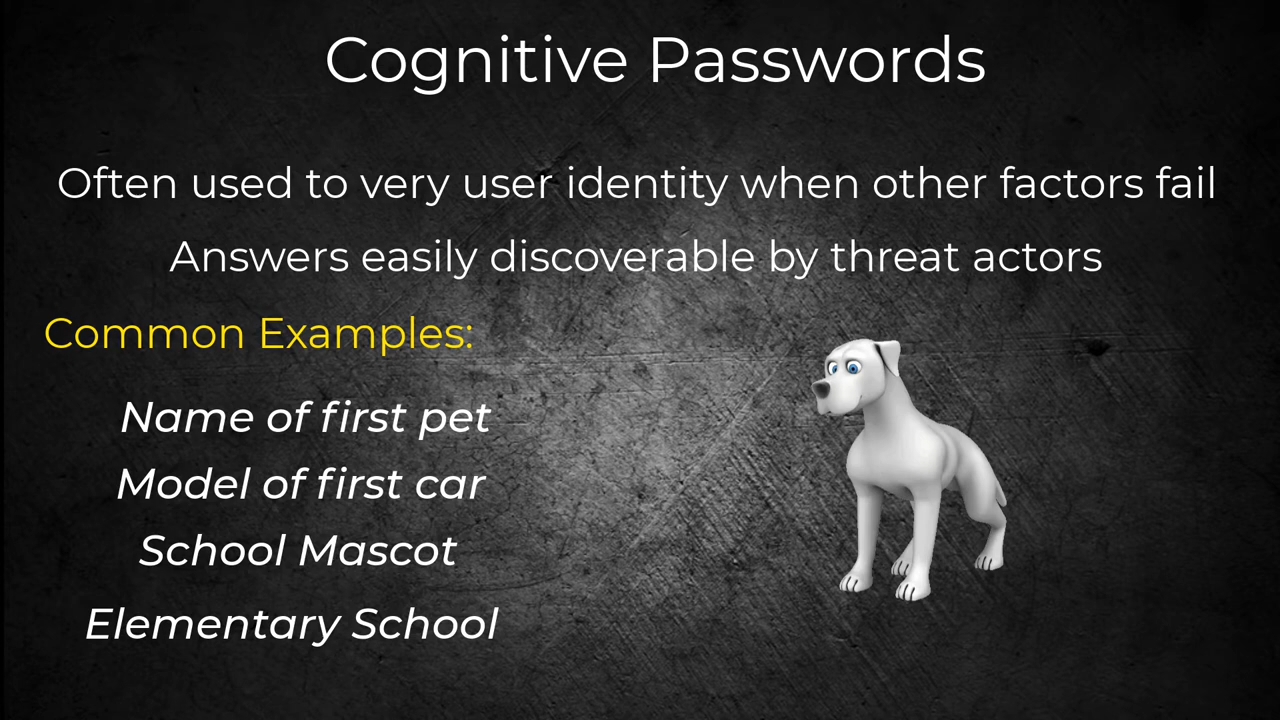 Cognitive Passwords
Often used to very user identity when other factors fail
Answers easily discoverable by threat actors
Common Examples:
Name of first pet
Model of first car
School Mascot
Elementary School